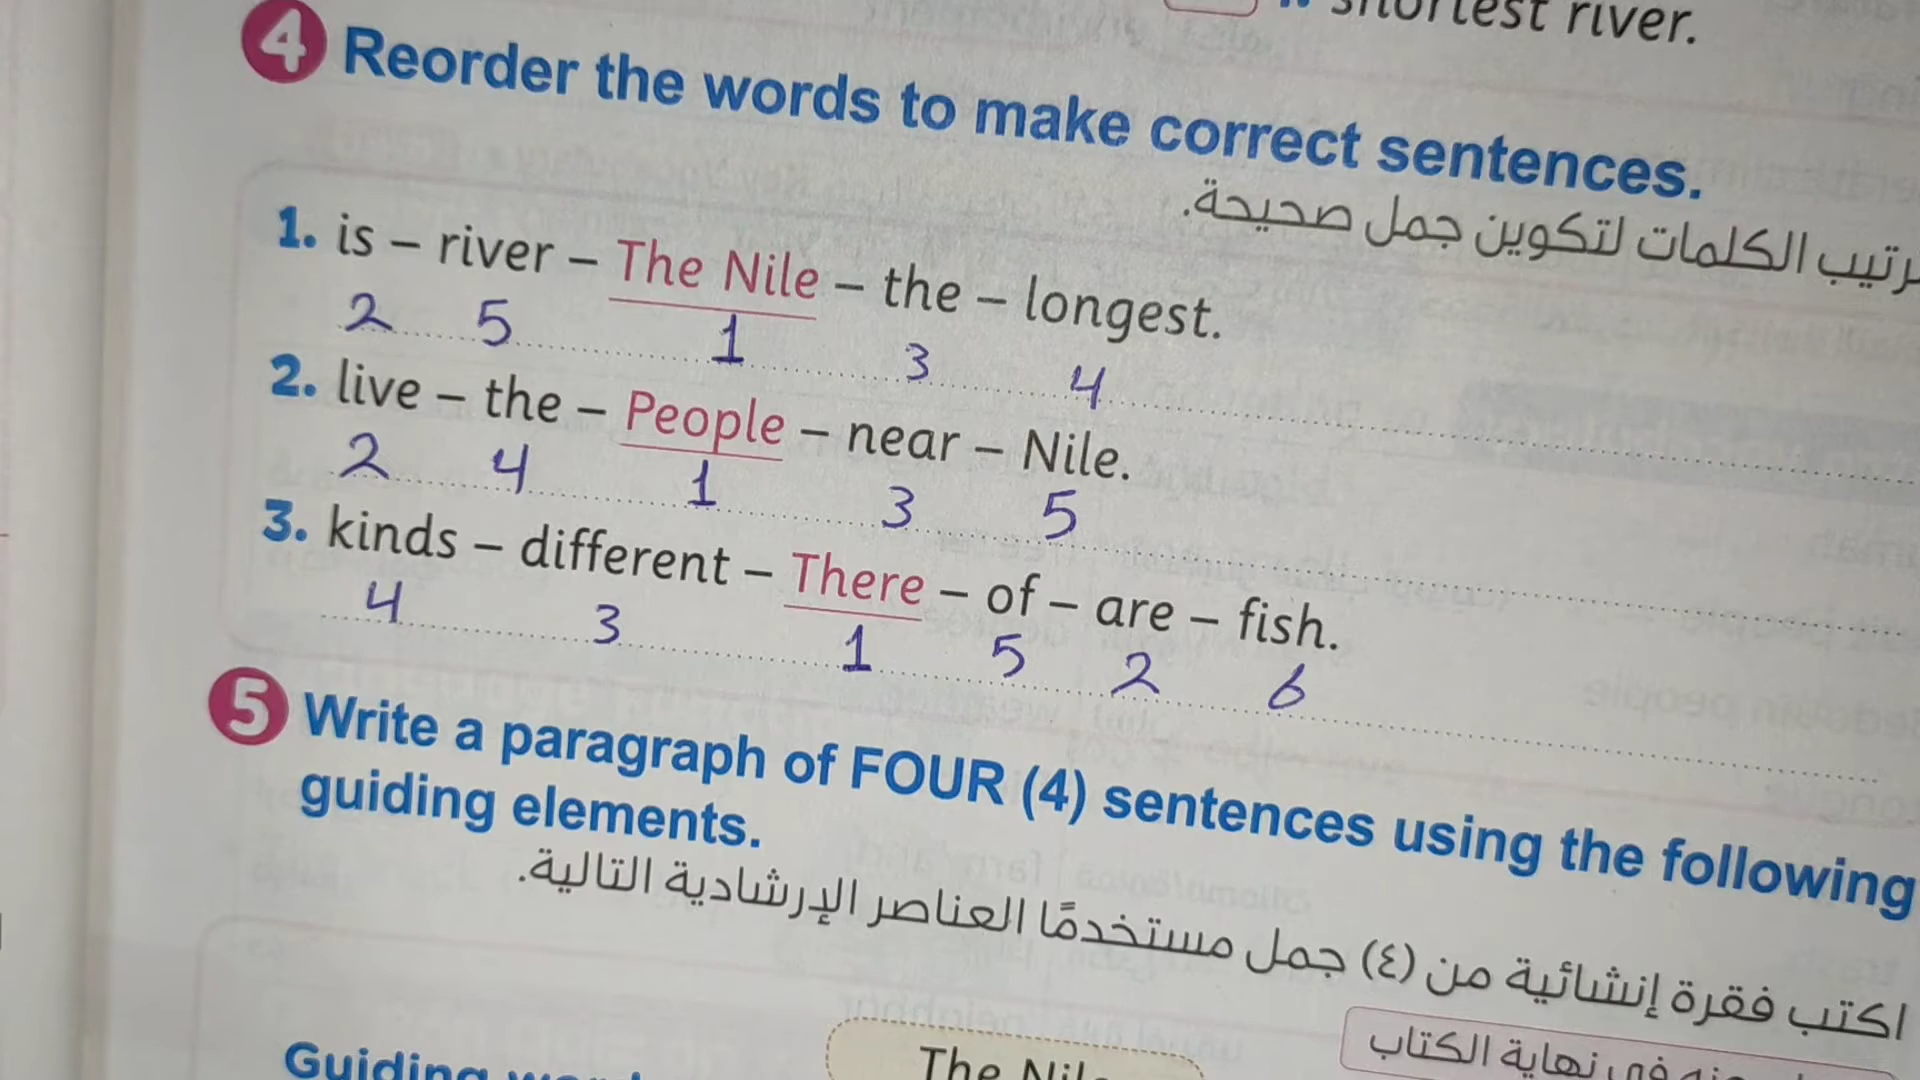 shortest river.
4 Reorder the words to make correct sentences.
رتيب الكلمات لتكوين جمل صحيحة.
1. is – river – The Nile – the – longest.
2 5 1 3 4
2. live – the – People – near – Nile.
2 4 1 3 5
3. kinds – different – There – of – are – fish.
4 3 1 5 2 6
5 Write a paragraph of FOUR (4) sentences using the following
guiding elements.
اكتب فقرة إنشائية من (٤) جمل مستخدمًا العناصر الإرشادية التالية.
في نهاية الكتاب
Guiding
The Nile